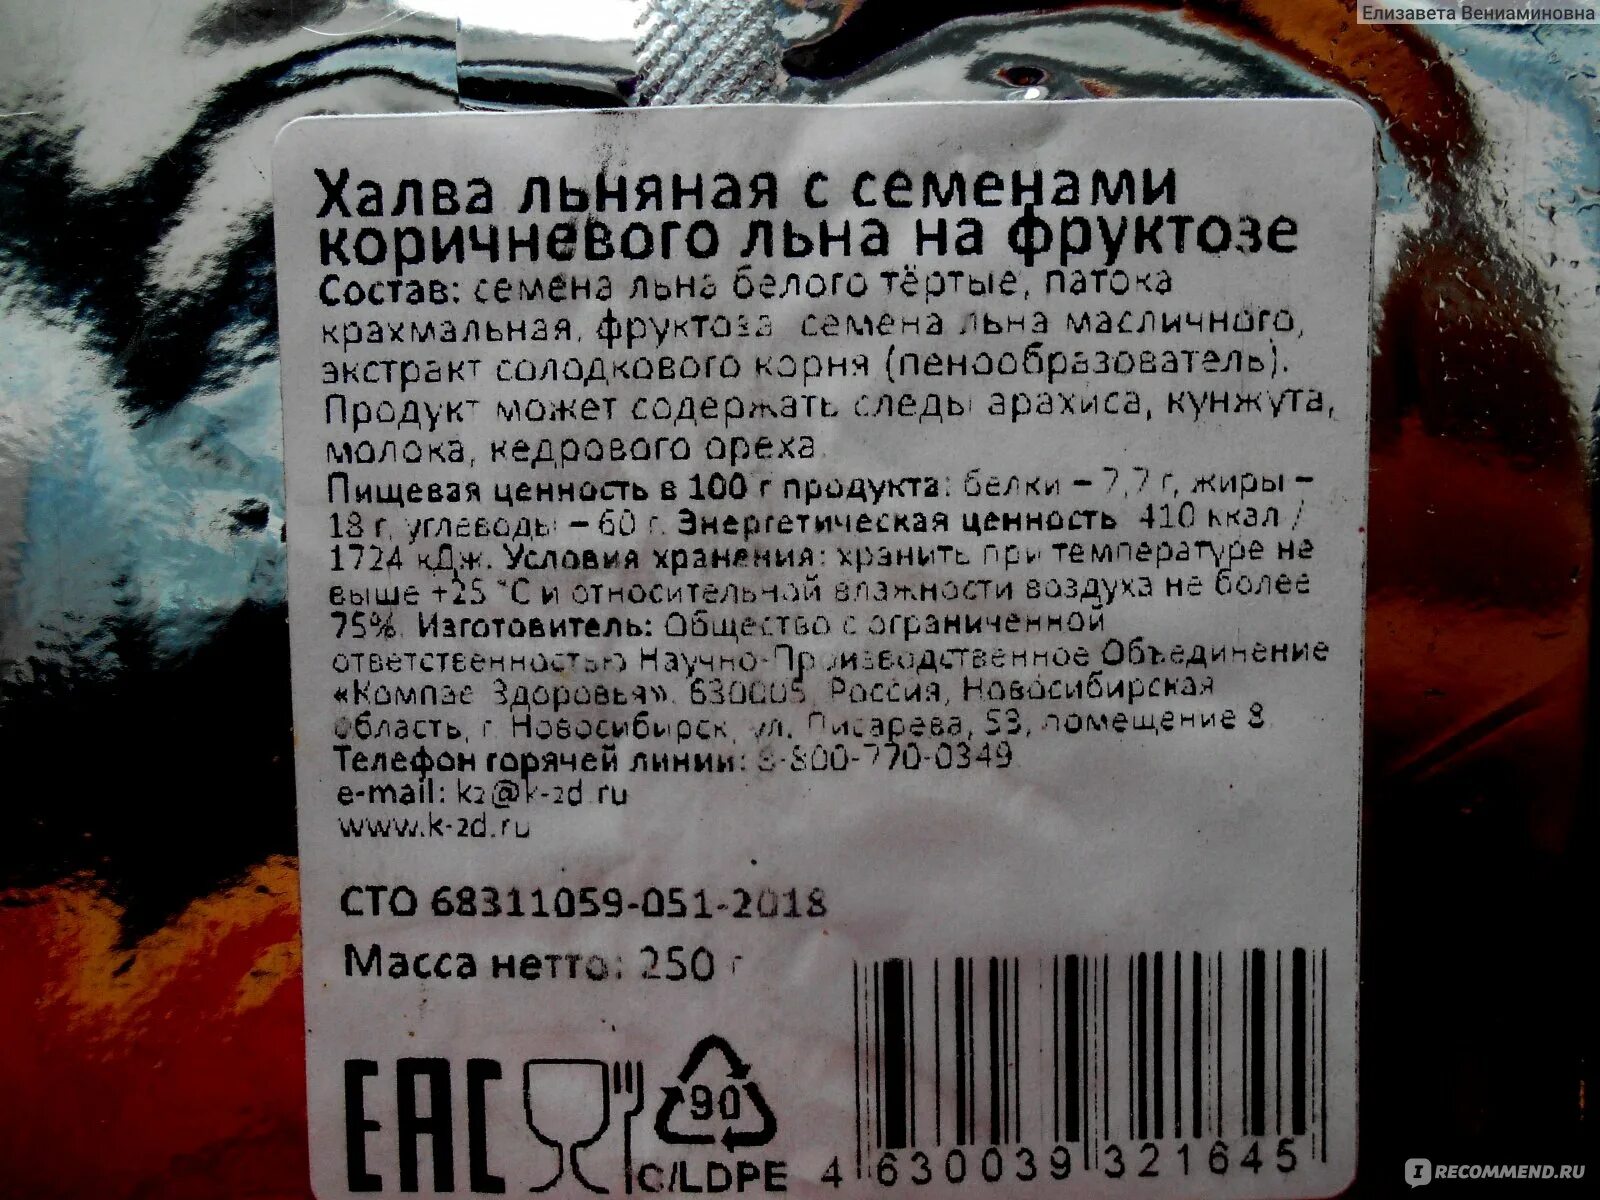 Елизавета Вениаминовна
Халва льняная с семенами
коричневого льна на фруктозе
Состав: семена льна белого тёртые, патока
крахмальная, фруктоза семена льна масличного,
экстракт солодкового корня (пенообразователь).
Продукт может содержать следы арахиса, кунжута,
молока, кедрового ореха
Пищевая ценность в 100 г продукта: белки – 7,7 г, жиры –
18 г, углеводы – 60 г. Энергетическая ценность 410 ккал /
1724 кДж. Условия хранения: хранить при температуре не
выше +25 °С и относительной влажности воздуха не более
75%. Изготовитель: Общество с ограниченной
ответственностью Научно-Производственное Объединение
«Компас Здоровья». 630005, Россия, Новосибирская
область, г. Новосибирск, ул. Писарева, 53, помещение 8
Телефон горячей линии: 8-800-770-0349
e-mail: k2@k-zd.ru
www.k-zd.ru
СТО 68311059-051-2018
Масса нетто: 250 г
EAC
90
C/LDPE
4 630039 321645
IRECOMMEND.RU